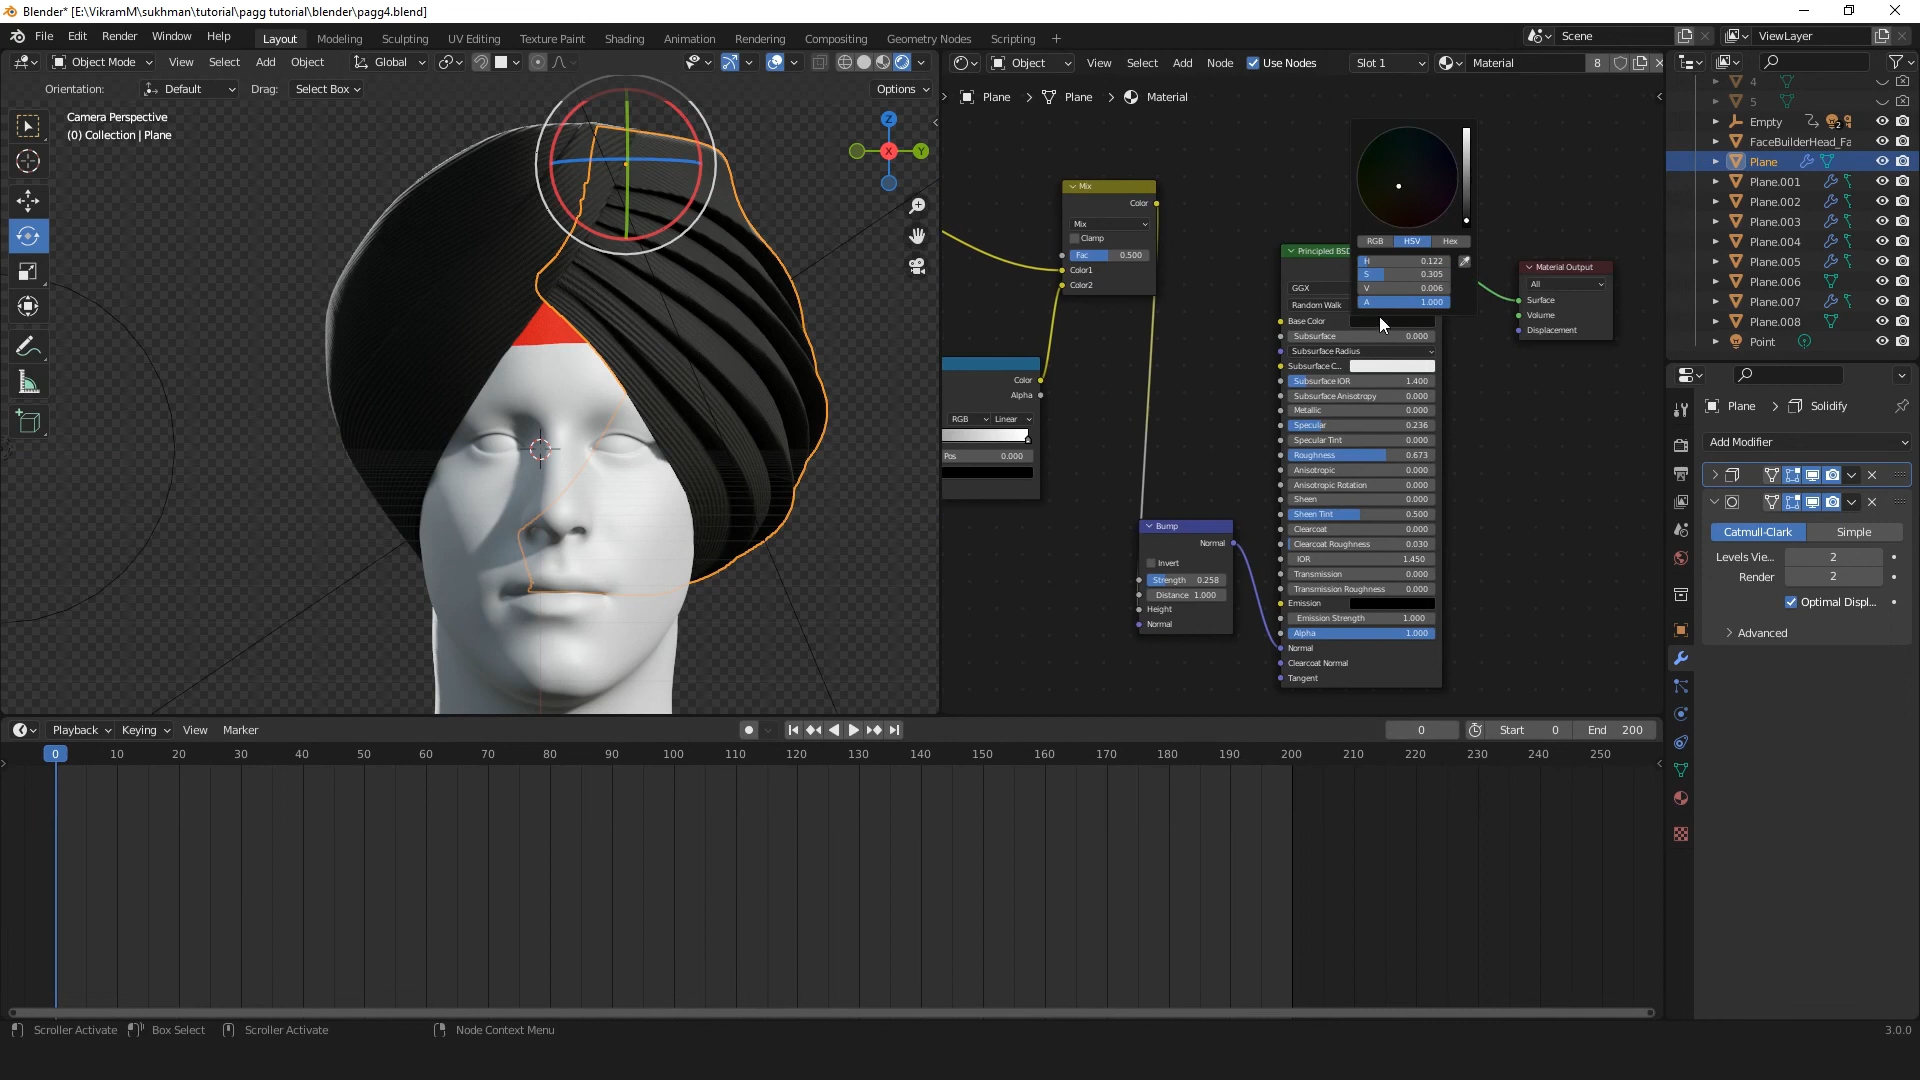 Blender* [E:\VikramM\sukhman\tutorial\pagg tutorial\blender\pagg4.blend]
File Edit Render Window Help
Layout Modeling Sculpting UV Editing Texture Paint Shading Animation Rendering Compositing Geometry Nodes Scripting +
Scene
ViewLayer
Object Mode View Select Add Object Global
Object View Select Add Node Use Nodes Slot 1 Material 8
Orientation: Default Drag: Select Box Options
Camera Perspective
(0) Collection | Plane
Z
X
Y
Plane > Plane > Material
Mix
Color
Mix
Clamp
Fac 0.500
Color1
Color2
Color
Alpha
RGB Linear
Pos 0.000
Bump
Normal
Invert
Strength 0.258
Distance 1.000
Height
Normal
RGB HSV Hex
H 0.122
S 0.305
V 0.006
A 1.000
Principled BSD
GGX
Random Walk
Base Color
Subsurface 0.000
Subsurface Radius
Subsurface C...
Subsurface IOR 1.400
Subsurface Anisotropy 0.000
Metallic 0.000
Specular 0.236
Specular Tint 0.000
Roughness 0.673
Anisotropic 0.000
Anisotropic Rotation 0.000
Sheen 0.000
Sheen Tint 0.500
Clearcoat 0.000
Clearcoat Roughness 0.030
IOR 1.450
Transmission 0.000
Transmission Roughness 0.000
Emission
Emission Strength 1.000
Alpha 1.000
Normal
Clearcoat Normal
Tangent
Material Output
All
Surface
Volume
Displacement
4
5
Empty 2
FaceBuilderHead_Fa
Plane
Plane.001
Plane.002
Plane.003
Plane.004
Plane.005
Plane.006
Plane.007
Plane.008
Point
Plane > Solidify
Add Modifier
Catmull-Clark Simple
Levels Vie... 2
Render 2
Optimal Displ...
Advanced
Playback Keying View Marker
0 Start 0 End 200
0 10 20 30 40 50 60 70 80 90 100 110 120 130 140 150 160 170 180 190 200 210 220 230 240 250
Scroller Activate Box Select Scroller Activate Node Context Menu
3.0.0